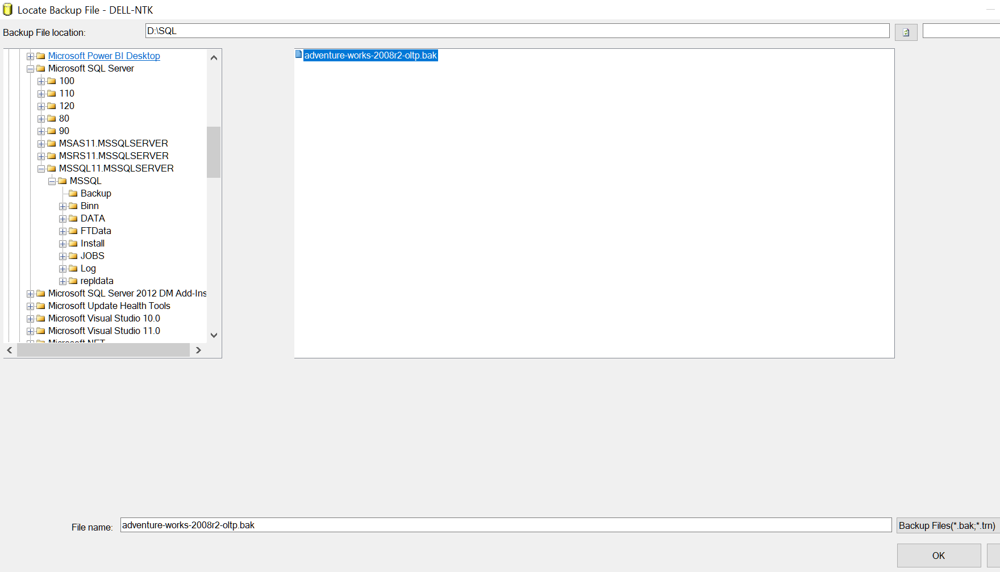 Locate Backup File - DELL-NTK
Backup File location:
D:\SQL
Microsoft Power BI Desktop
Microsoft SQL Server
100
110
120
80
90
MSAS11.MSSQLSERVER
MSRS11.MSSQLSERVER
MSSQL11.MSSQLSERVER
MSSQL
Backup
Binn
DATA
FTData
Install
JOBS
Log
repldata
Microsoft SQL Server 2012 DM Add-Ins
Microsoft Update Health Tools
Microsoft Visual Studio 10.0
Microsoft Visual Studio 11.0
Microsoft.NET
adventure-works-2008r2-oltp.bak
File name:
adventure-works-2008r2-oltp.bak
Backup Files(*.bak;*.trn)
OK